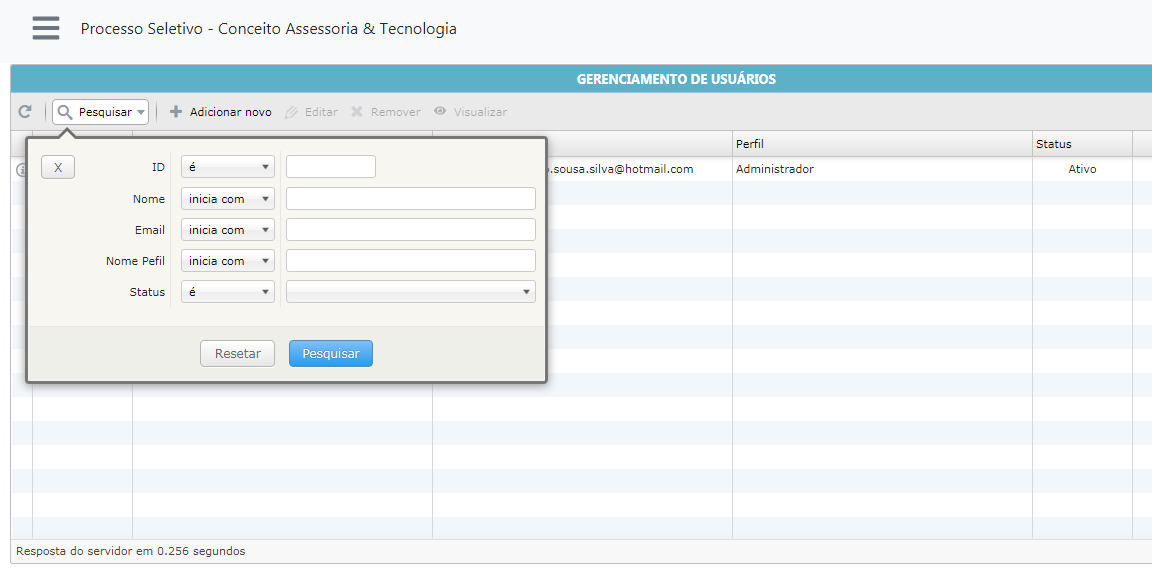 Processo Seletivo - Conceito Assessoria & Tecnologia
GERENCIAMENTO DE USUÁRIOS
Pesquisar Adicionar novo Editar Remover Visualizar
Perfil Status
.sousa.silva@hotmail.com Administrador Ativo
X ID é
Nome inicia com
Email inicia com
Nome Pefil inicia com
Status é
Resetar Pesquisar
Resposta do servidor em 0.256 segundos